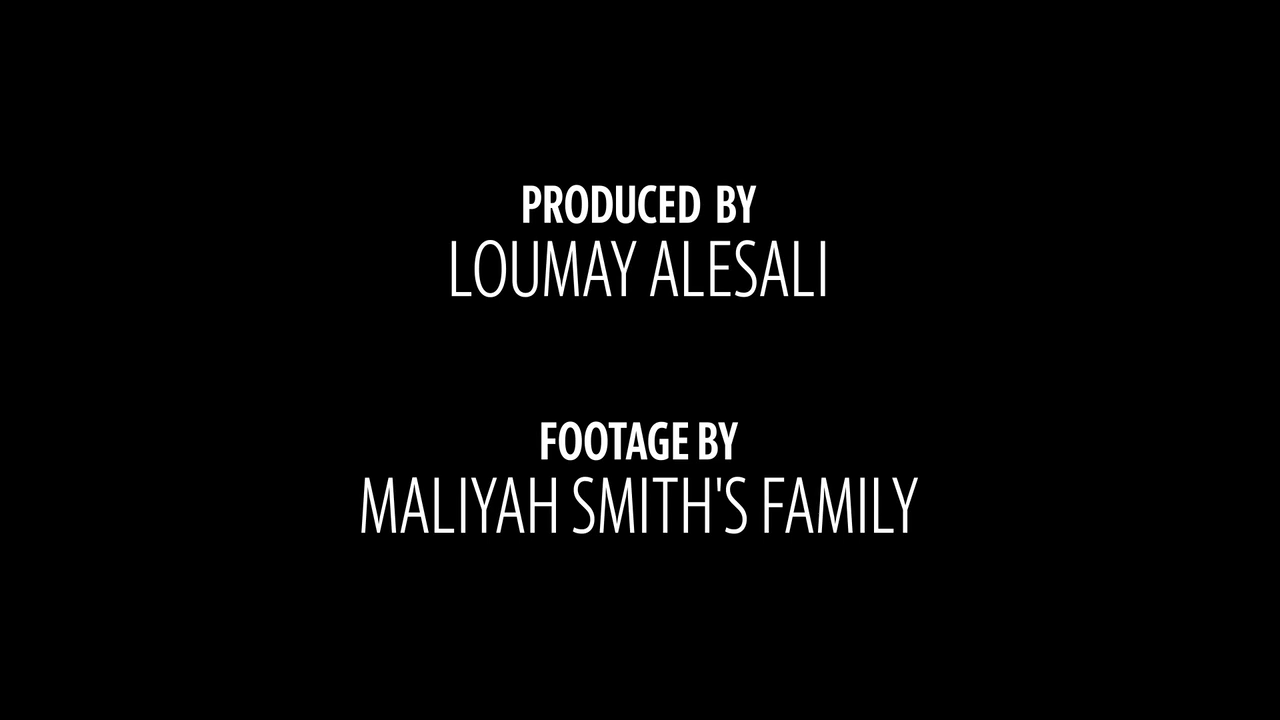 PRODUCED BY
LOUMAY ALESALI
FOOTAGE BY
MALIYAH SMITH'S FAMILY